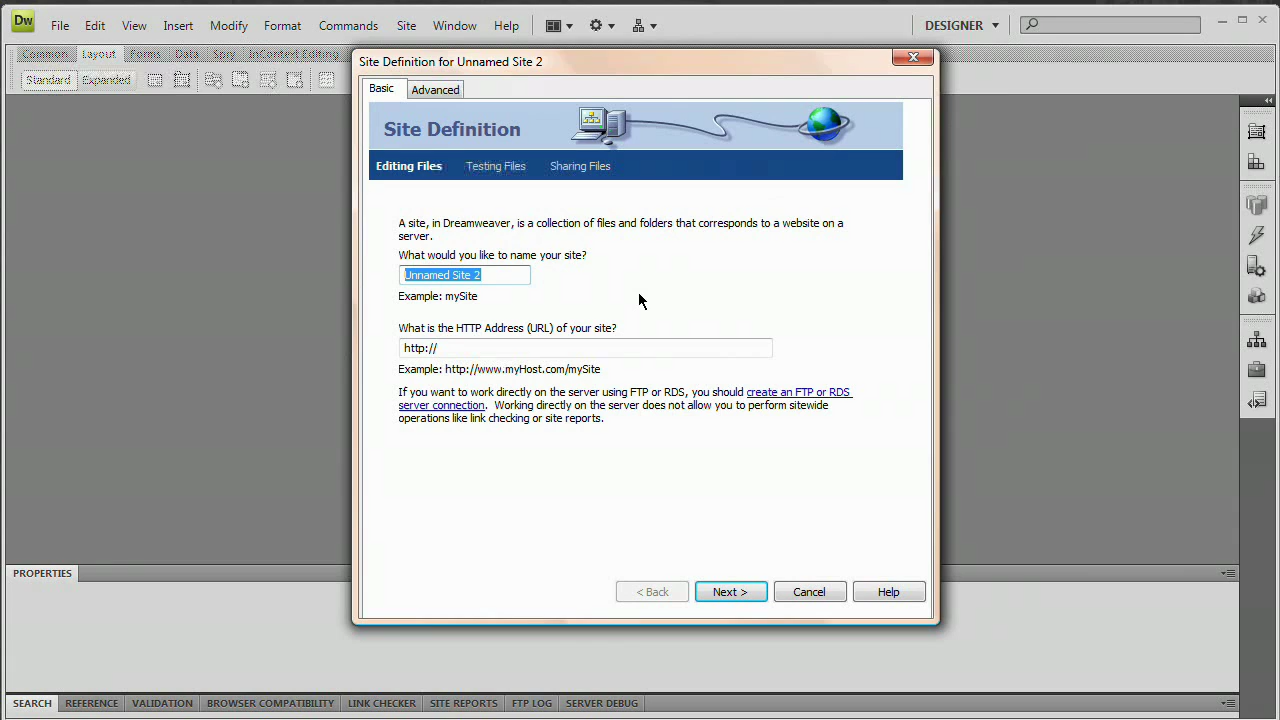 Dw File Edit View Insert Modify Format Commands Site Window Help DESIGNER
Layout
Standard Expanded
Site Definition for Unnamed Site 2
Basic Advanced
Site Definition
Editing Files Testing Files Sharing Files
A site, in Dreamweaver, is a collection of files and folders that corresponds to a website on a
server.
What would you like to name your site?
Unnamed Site 2
Example: mySite
What is the HTTP Address (URL) of your site?
http://
Example: http://www.myHost.com/mySite
If you want to work directly on the server using FTP or RDS, you should create an FTP or RDS
server connection. Working directly on the server does not allow you to perform sitewide
operations like link checking or site reports.
< Back Next > Cancel Help
PROPERTIES
SEARCH REFERENCE VALIDATION BROWSER COMPATIBILITY LINK CHECKER SITE REPORTS FTP LOG SERVER DEBUG